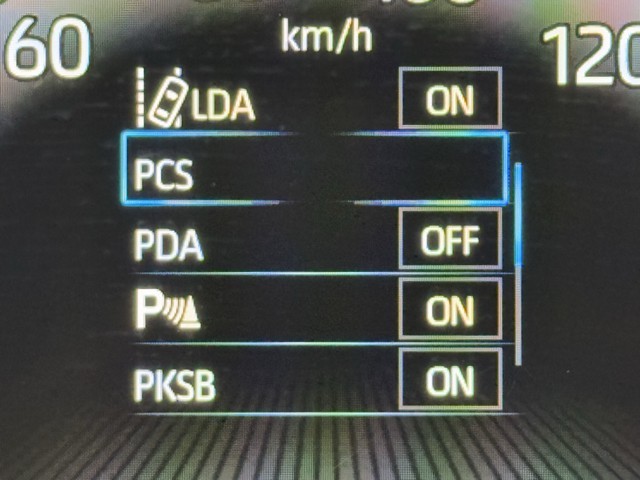 km/h
60
120
LDA ON
PCS
PDA OFF
P ON
PKSB ON